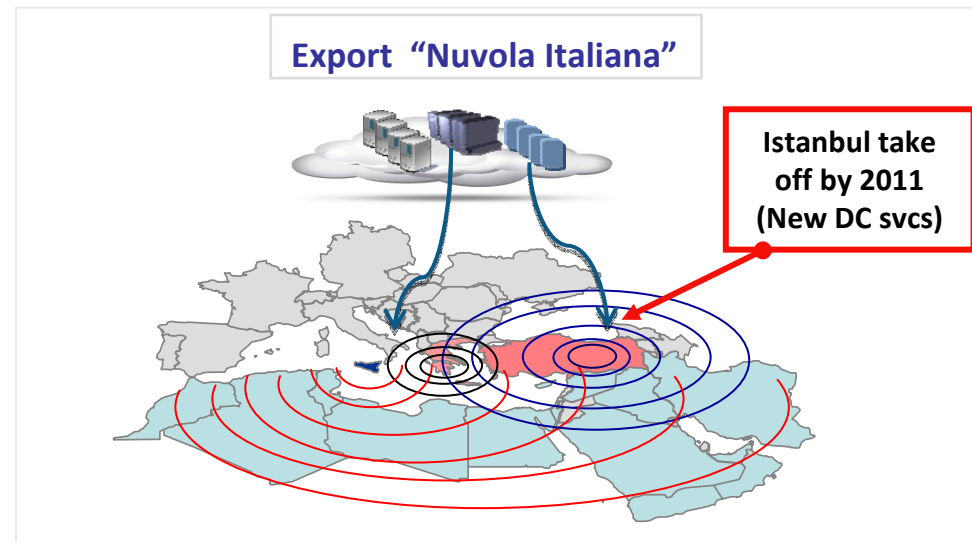 Export “Nuvola Italiana”
Istanbul take
off by 2011
(New DC svcs)